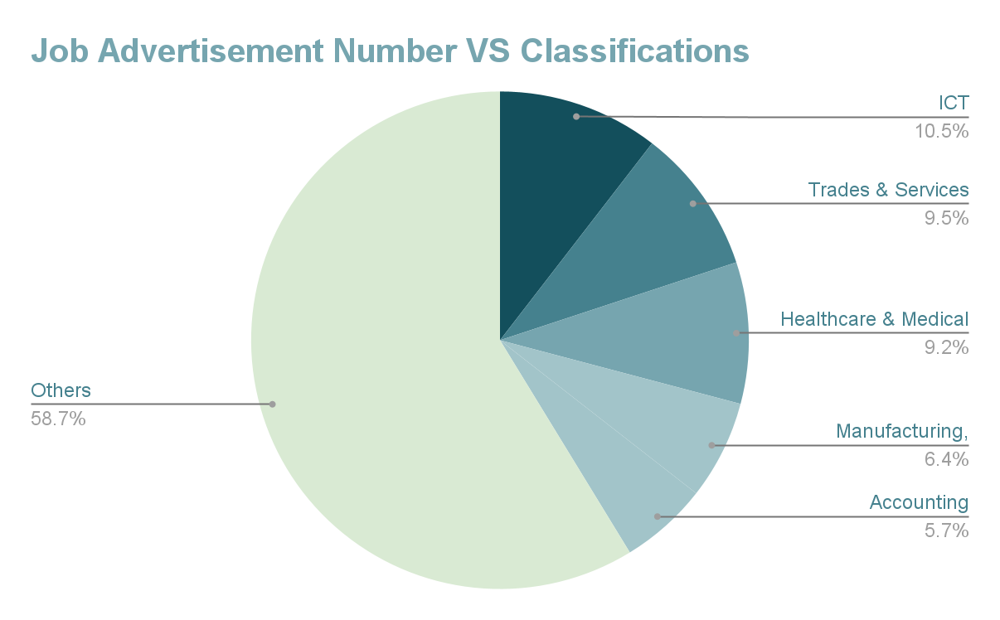 Job Advertisement Number VS Classifications
ICT
10.5%
Trades & Services
9.5%
Healthcare & Medical
9.2%
Manufacturing,
6.4%
Accounting
5.7%
Others
58.7%